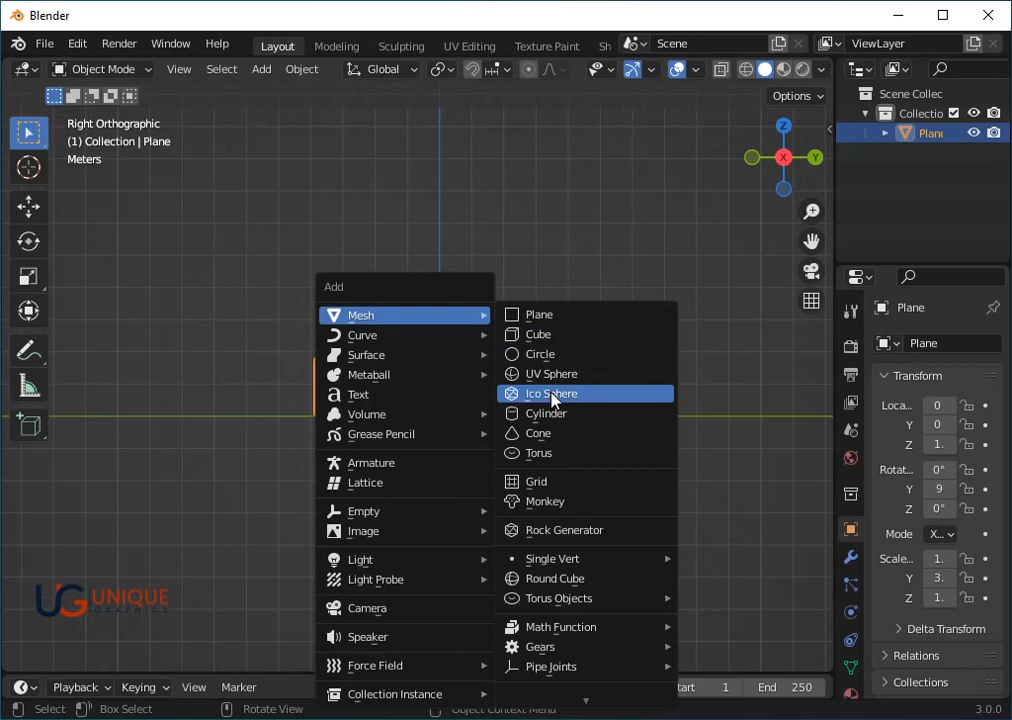 Blender
File Edit Render Window Help Layout Modeling Sculpting UV Editing Texture Paint Sh Scene ViewLayer
Object Mode View Select Add Object Global
Options
Scene Collec
Collectio
Plane
Right Orthographic
(1) Collection | Plane
Meters
Z
X
Y
Add
Mesh
Curve
Surface
Metaball
Text
Volume
Grease Pencil
Armature
Lattice
Empty
Image
Light
Light Probe
Camera
Speaker
Force Field
Collection Instance
Plane
Cube
Circle
UV Sphere
Ico Sphere
Cylinder
Cone
Torus
Grid
Monkey
Rock Generator
Single Vert
Round Cube
Torus Objects
Math Function
Gears
Pipe Joints
Plane
Plane
Transform
Loca... 0
Y 0
Z 1.
Rotat... 0°
Y 9
Z 0°
Mode X...
Scale... 1.
Y 3.
Z 1.
Delta Transform
Relations
Collections
UG UNIQUE
GRAPHICS
Playback Keying View Marker tart 1 End 250
Select Box Select Rotate View Object Context Menu 3.0.0